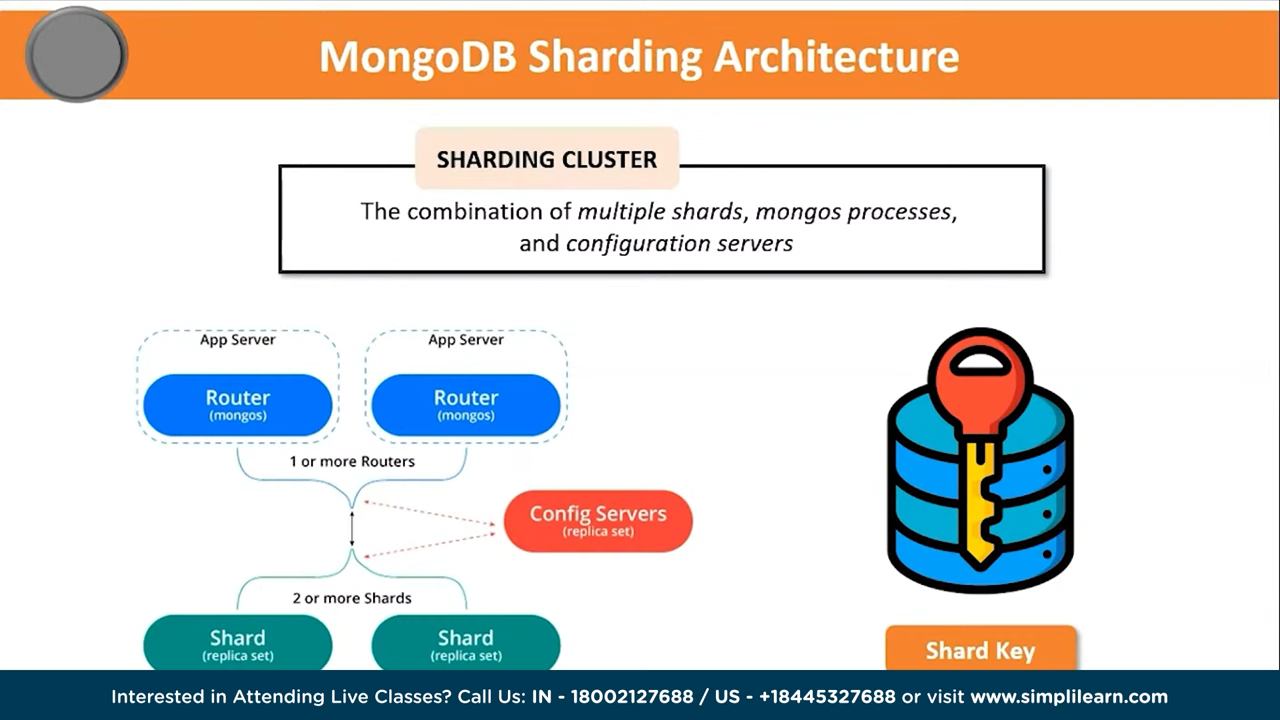 MongoDB Sharding Architecture
SHARDING CLUSTER
The combination of multiple shards, mongos processes,
and configuration servers
App Server
Router
(mongos)
App Server
Router
(mongos)
1 or more Routers
Config Servers
(replica set)
2 or more Shards
Shard
(replica set)
Shard
(replica set)
Shard Key
Interested in Attending Live Classes? Call Us: IN - 18002127688 / US - +18445327688 or visit www.simplilearn.com